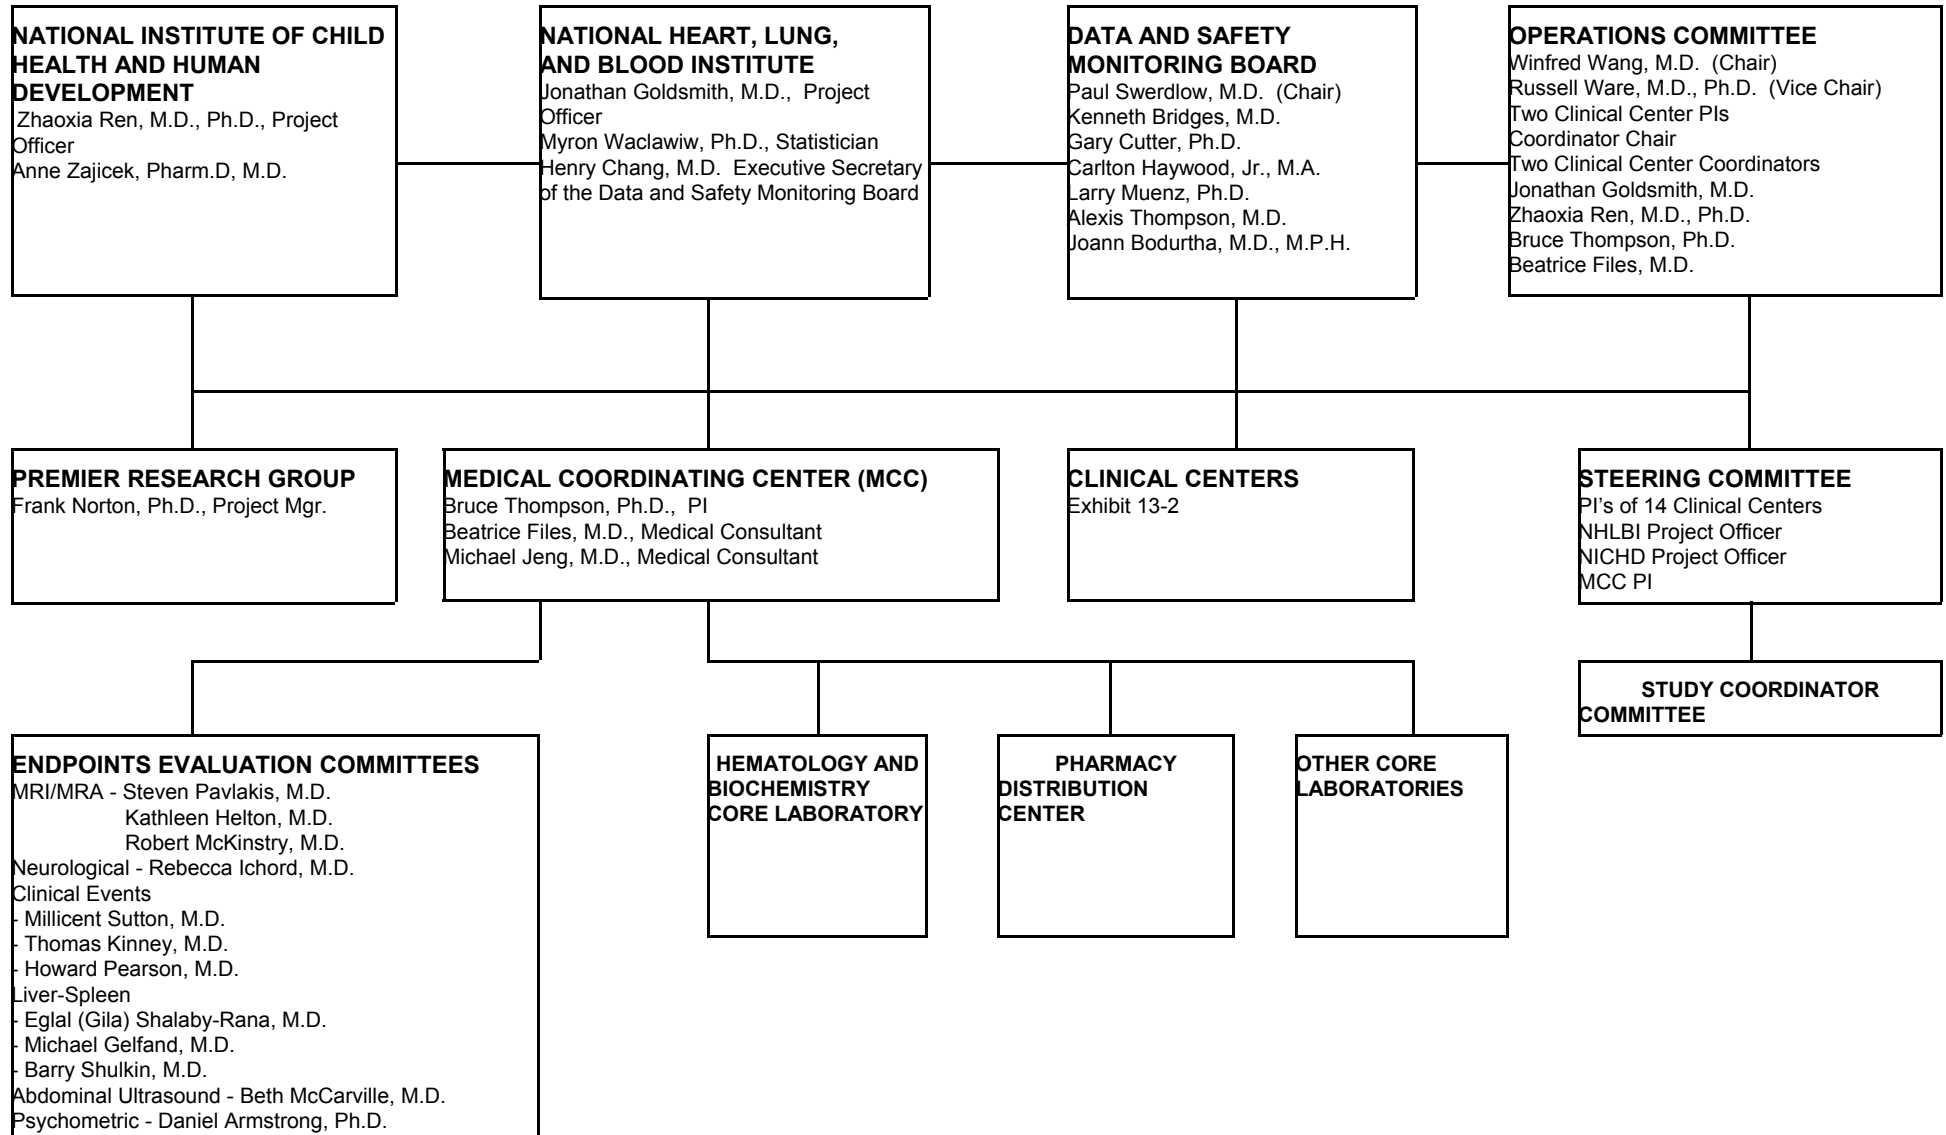 NATIONAL INSTITUTE OF CHILD
HEALTH AND HUMAN
DEVELOPMENT
Zhaoxia Ren, M.D., Ph.D., Project
Officer
Anne Zajicek, Pharm.D, M.D.
NATIONAL HEART, LUNG,
AND BLOOD INSTITUTE
Jonathan Goldsmith, M.D., Project
Officer
Myron Waclawiw, Ph.D., Statistician
Henry Chang, M.D. Executive Secretary
of the Data and Safety Monitoring Board
DATA AND SAFETY
MONITORING BOARD
Paul Swerdlow, M.D. (Chair)
Kenneth Bridges, M.D.
Gary Cutter, Ph.D.
Carlton Haywood, Jr., M.A.
Larry Muenz, Ph.D.
Alexis Thompson, M.D.
Joann Bodurtha, M.D., M.P.H.
OPERATIONS COMMITTEE
Winfred Wang, M.D. (Chair)
Russell Ware, M.D., Ph.D. (Vice Chair)
Two Clinical Center PIs
Coordinator Chair
Two Clinical Center Coordinators
Jonathan Goldsmith, M.D.
Zhaoxia Ren, M.D., Ph.D.
Bruce Thompson, Ph.D.
Beatrice Files, M.D.
PREMIER RESEARCH GROUP
Frank Norton, Ph.D., Project Mgr.
MEDICAL COORDINATING CENTER (MCC)
Bruce Thompson, Ph.D., PI
Beatrice Files, M.D., Medical Consultant
Michael Jeng, M.D., Medical Consultant
CLINICAL CENTERS
Exhibit 13-2
STEERING COMMITTEE
PI's of 14 Clinical Centers
NHLBI Project Officer
NICHD Project Officer
MCC PI
STUDY COORDINATOR
COMMITTEE
ENDPOINTS EVALUATION COMMITTEES
MRI/MRA - Steven Pavlakis, M.D.
Kathleen Helton, M.D.
Robert McKinstry, M.D.
Neurological - Rebecca Ichord, M.D.
Clinical Events
- Millicent Sutton, M.D.
- Thomas Kinney, M.D.
- Howard Pearson, M.D.
Liver-Spleen
- Eglal (Gila) Shalaby-Rana, M.D.
- Michael Gelfand, M.D.
- Barry Shulkin, M.D.
Abdominal Ultrasound - Beth McCarville, M.D.
Psychometric - Daniel Armstrong, Ph.D.
HEMATOLOGY AND
BIOCHEMISTRY
CORE LABORATORY
PHARMACY
DISTRIBUTION
CENTER
OTHER CORE
LABORATORIES